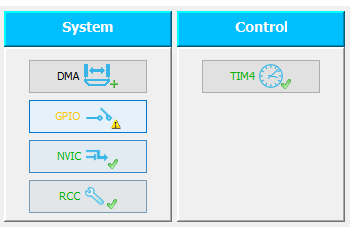 System
DMA
GPIO
NVIC
RCC
Control
TIM4